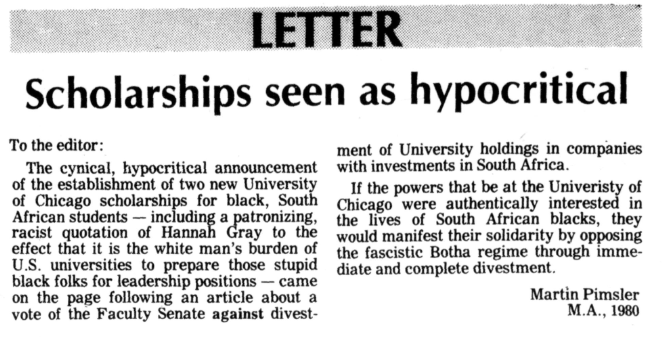 LETTER
Scholarships seen as hypocritical
To the editor:
The cynical, hypocritical announcement
of the establishment of two new University
of Chicago scholarships for black, South
African students — including a patronizing,
racist quotation of Hannah Gray to the
effect that it is the white man's burden of
U.S. universities to prepare those stupid
black folks for leadership positions — came
on the page following an article about a
vote of the Faculty Senate against divest-
ment of University holdings in companies
with investments in South Africa.
If the powers that be at the Univeristy of
Chicago were authentically interested in
the lives of South African blacks, they
would manifest their solidarity by opposing
the fascistic Botha regime through imme-
diate and complete divestment.
Martin Pimsler
M.A., 1980